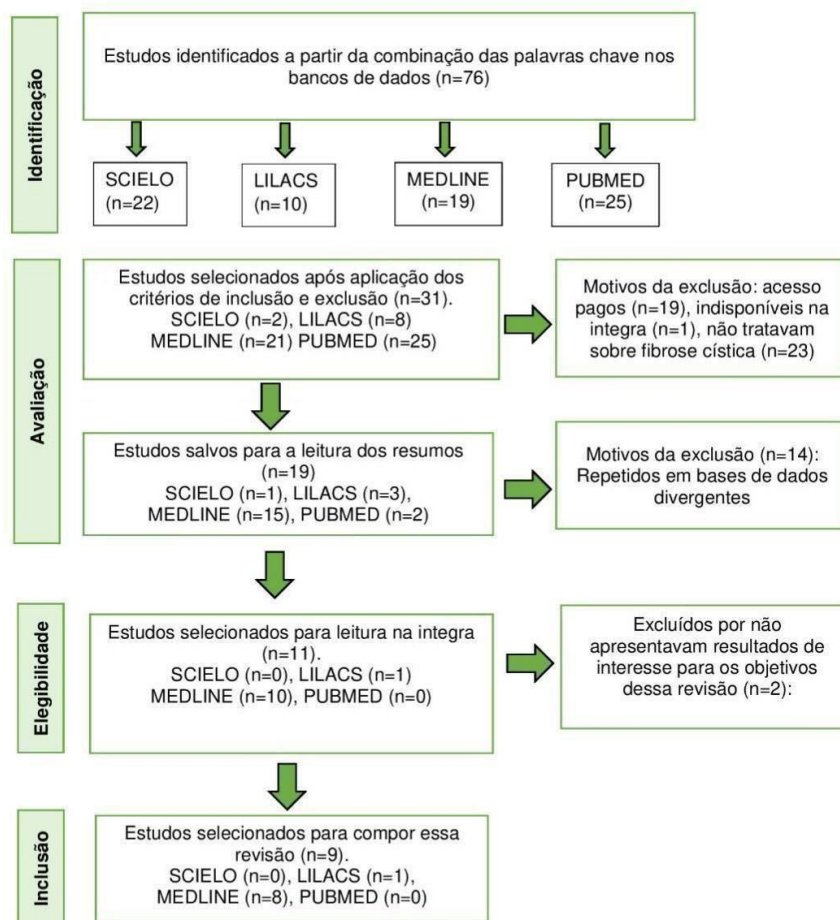 Identificação
Estudos identificados a partir da combinação das palavras chave nos
bancos de dados (n=76)
SCIELO
(n=22)
LILACS
(n=10)
MEDLINE
(n=19)
PUBMED
(n=25)
Avaliação
Estudos selecionados após aplicação dos
critérios de inclusão e exclusão (n=31).
SCIELO (n=2), LILACS (n=8)
MEDLINE (n=21) PUBMED (n=25)
Motivos da exclusão: acesso
pagos (n=19), indisponíveis na
integra (n=1), não tratavam
sobre fibrose cística (n=23)
Estudos salvos para a leitura dos resumos
(n=19)
SCIELO (n=1), LILACS (n=3),
MEDLINE (n=15), PUBMED (n=2)
Motivos da exclusão (n=14):
Repetidos em bases de dados
divergentes
Elegibilidade
Estudos selecionados para leitura na integra
(n=11).
SCIELO (n=0), LILACS (n=1)
MEDLINE (n=10), PUBMED (n=0)
Excluídos por não
apresentavam resultados de
interesse para os objetivos
dessa revisão (n=2):
Inclusão
Estudos selecionados para compor essa
revisão (n=9).
SCIELO (n=0), LILACS (n=1),
MEDLINE (n=8), PUBMED (n=0)